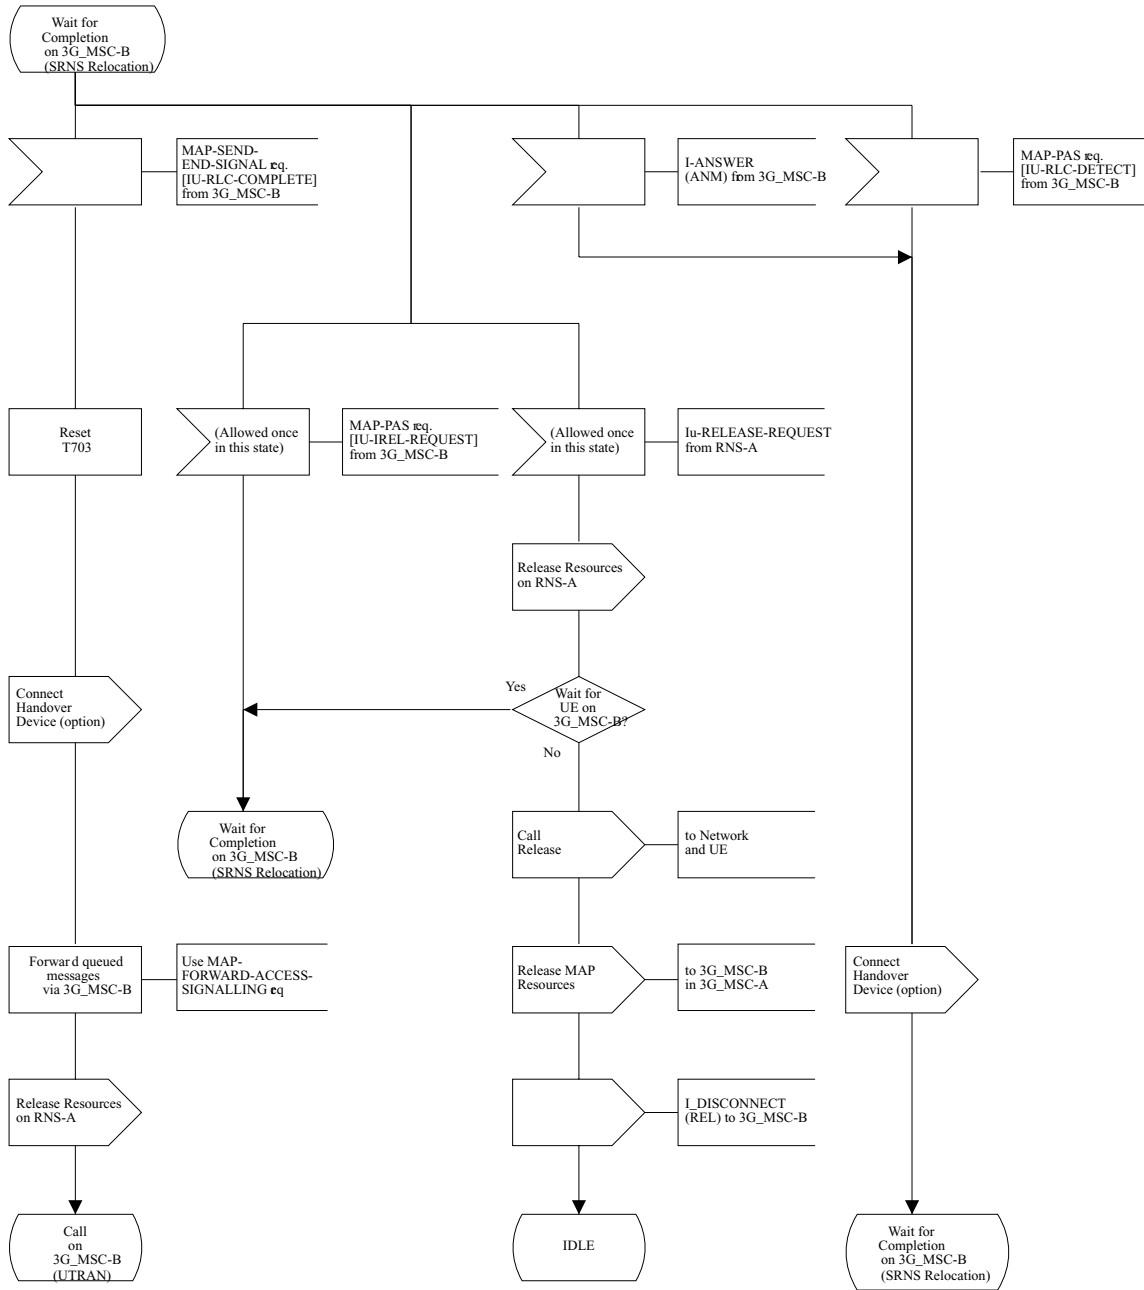 Wait for
Completion
on 3G_MSC-B
(SRNS Relocation)
MAP-SEND-
END-SIGNAL req.
[IU-RLC-COMPLETE]
from 3G_MSC-B
I-ANSWER
(ANM) from 3G_MSC-B
MAP-PAS req.
[IU-RLC-DETECT]
from 3G_MSC-B
Reset
T703
(Allowed once
in this state)
MAP-PAS req.
[IU-IREL-REQUEST]
from 3G_MSC-B
(Allowed once
in this state)
Iu-RELEASE-REQUEST
from RNS-A
Release Resources
on RNS-A
Connect
Handover
Device (option)
Yes
Wait for
UE on
3G_MSC-B?
No
Wait for
Completion
on 3G_MSC-B
(SRNS Relocation)
Call
Release
to Network
and UE
Forward queued
messages
via 3G_MSC-B
Use MAP-
FORWARD-ACCESS-
SIGNALLING req
Release MAP
Resources
to 3G_MSC-B
in 3G_MSC-A
Connect
Handover
Device (option)
Release Resources
on RNS-A
I_DISCONNECT
(REL) to 3G_MSC-B
Call
on
3G_MSC-B
(UTRAN)
IDLE
Wait for
Completion
on 3G_MSC-B
(SRNS Relocation)